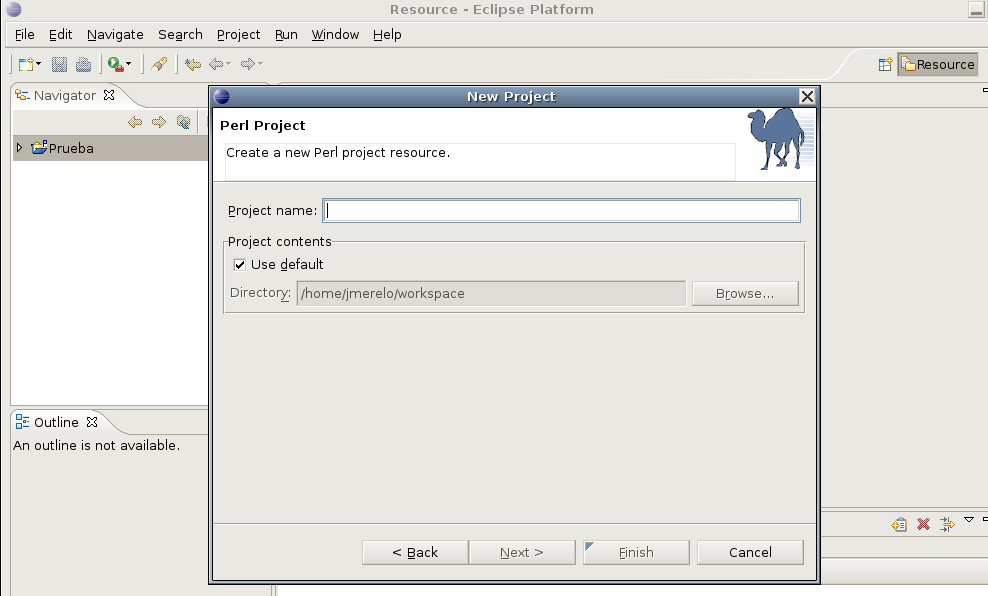 Resource - Eclipse Platform
File Edit Navigate Search Project Run Window Help
Resource
Navigator
Prueba
Outline
An outline is not available.
New Project
Perl Project
Create a new Perl project resource.
Project name:
Project contents
Use default
Directory: /home/jmerelo/workspace Browse...
< Back Next > Finish Cancel